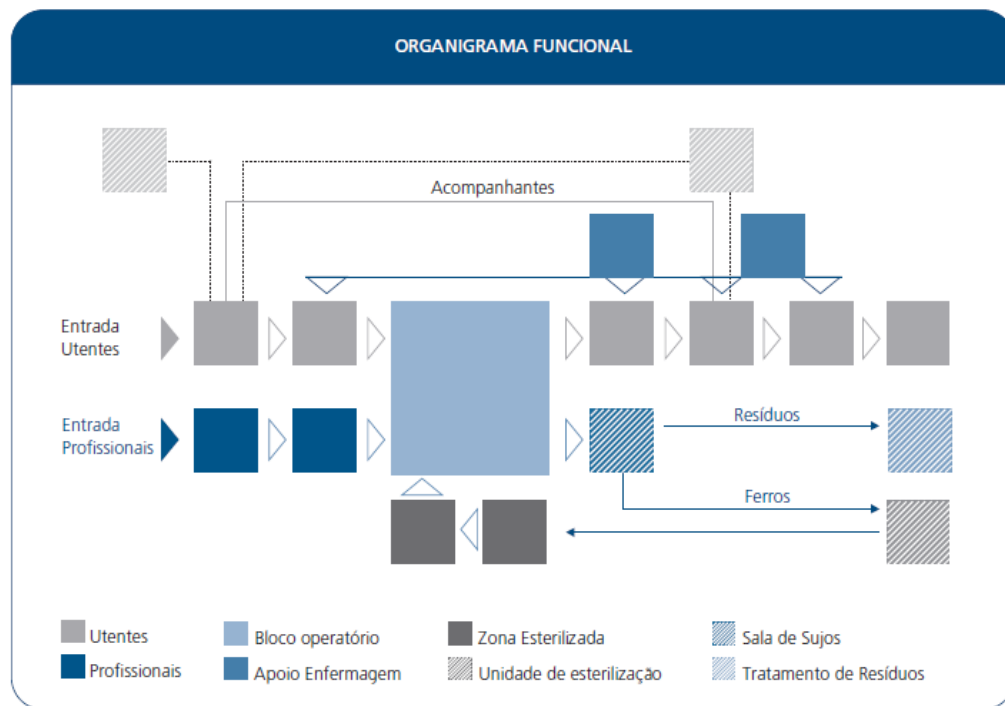 ORGANIGRAMA FUNCIONAL
Acompanhantes
Entrada
Utentes
Entrada
Profissionais
Resíduos
Ferros
Utentes
Bloco operatório
Zona Esterilizada
Sala de Sujos
Profissionais
Apoio Enfermagem
Unidade de esterilização
Tratamento de Resíduos